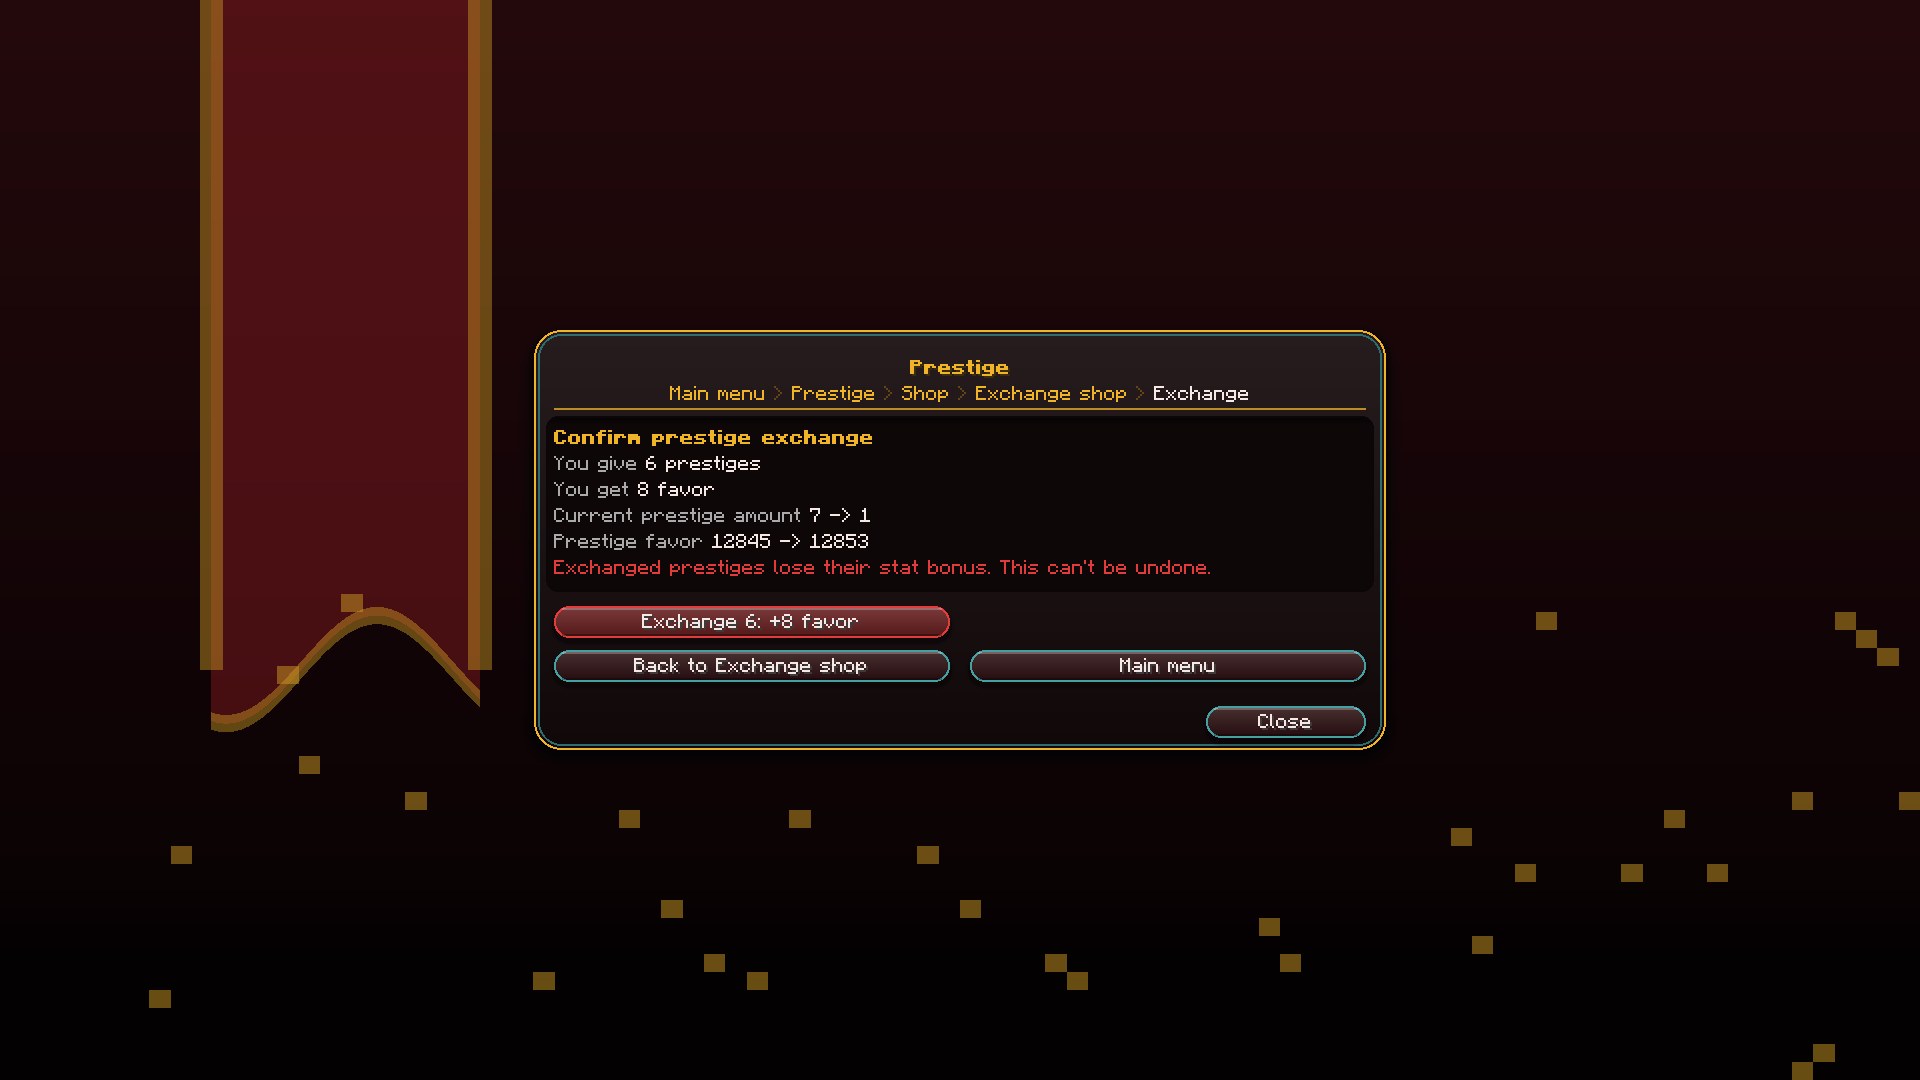 Prestige
Main menu > Prestige > Shop > Exchange shop > Exchange
Confirm prestige exchange
You give 6 prestiges
You get 8 favor
Current prestige amount 7 -> 1
Prestige favor 12845 -> 12853
Exchanged prestiges lose their stat bonus. This can't be undone.
Exchange 6: +8 favor
Back to Exchange shop
Main menu
Close